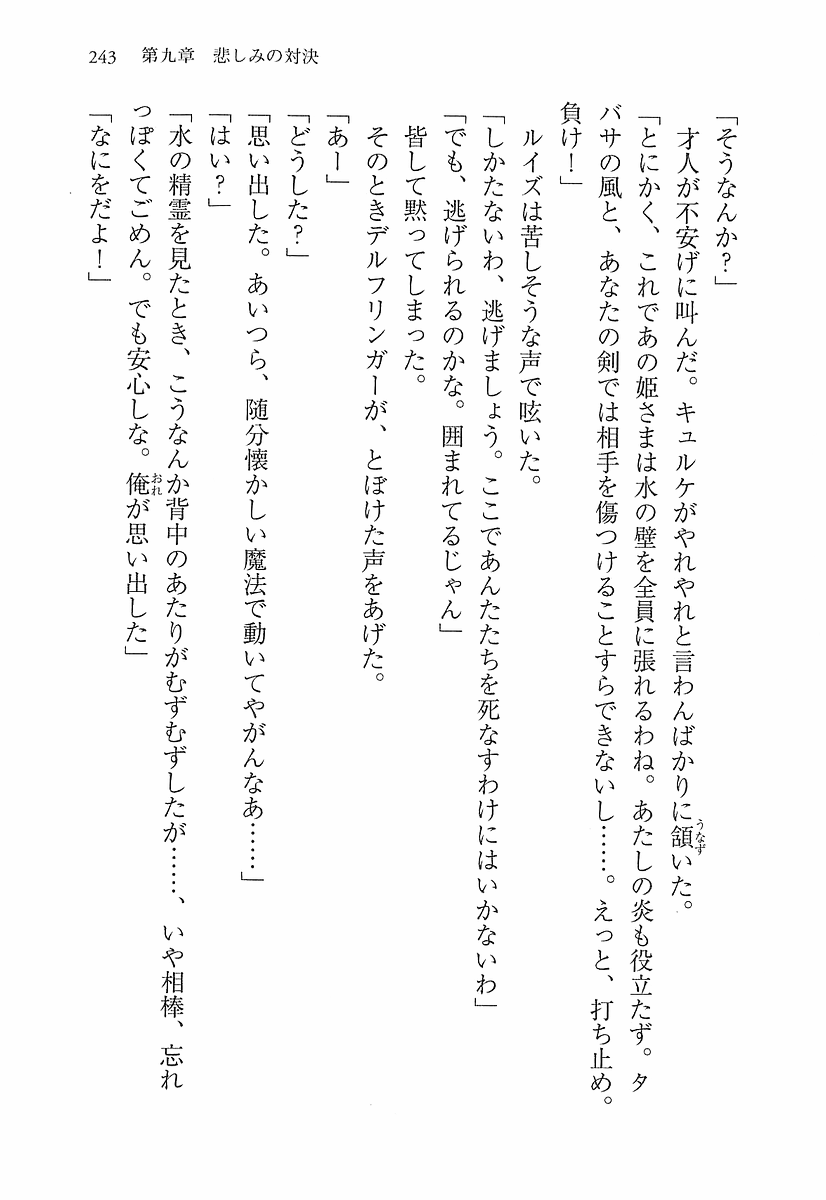 243　第九章　悲しみの対決
「そうなんか？」
　才人が不安げに叫んだ。キュルケがやれやれと言わんばかりに頷いた。
「とにかく、これであの姫さまは水の壁を全員に張れるわね。あたしの炎も役立たず。タ
バサの風と、あなたの剣では相手を傷つけることすらできないし……。えっと、打ち止め。
負け！」
　ルイズは苦しそうな声で呟いた。
「しかたないわ、逃げましょう。ここであんたたちを死なすわけにはいかないわ」
「でも、逃げられるのかな。囲まれてるじゃん」
　皆して黙ってしまった。
　そのときデルフリンガーが、とぼけた声をあげた。
「あー」
「どうした？」
「思い出した。あいつら、随分懐かしい魔法で動いてやがんなあ……」
「はい？」
「水の精霊を見たとき、こうなんか背中のあたりがむずむずしたが……、いや相棒、忘れ
っぽくてごめん。でも安心しな。俺が思い出した」
「なにをだよ！」